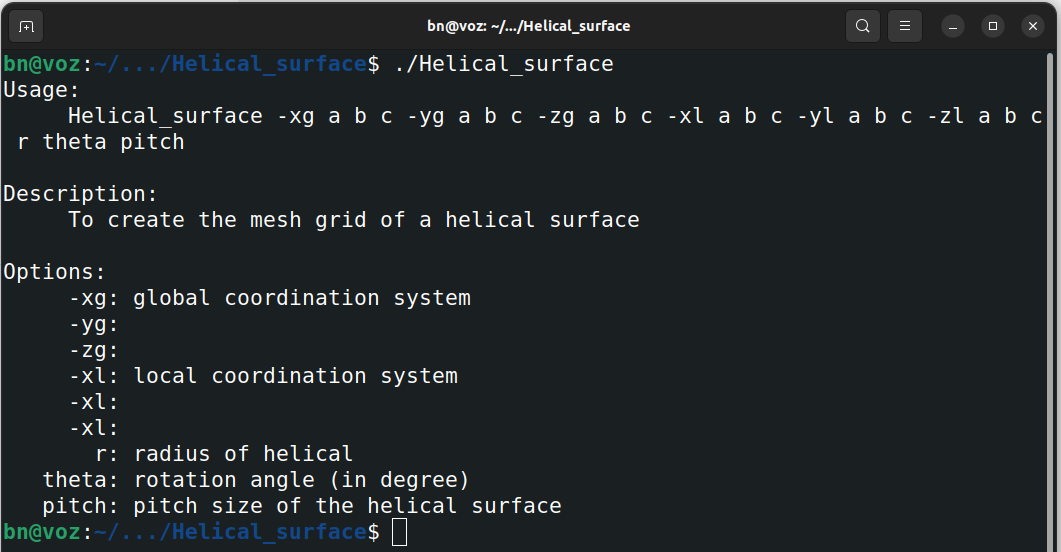 bn@voz: ~/.../Helical_surface
bn@voz:~/.../Helical_surface$ ./Helical_surface
Usage:
Helical_surface -xg a b c -yg a b c -zg a b c -xl a b c -yl a b c -zl a b c
r theta pitch
Description:
To create the mesh grid of a helical surface
Options:
-xg: global coordination system
-yg:
-zg:
-xl: local coordination system
-xl:
-xl:
r: radius of helical
theta: rotation angle (in degree)
pitch: pitch size of the helical surface
bn@voz:~/.../Helical_surface$